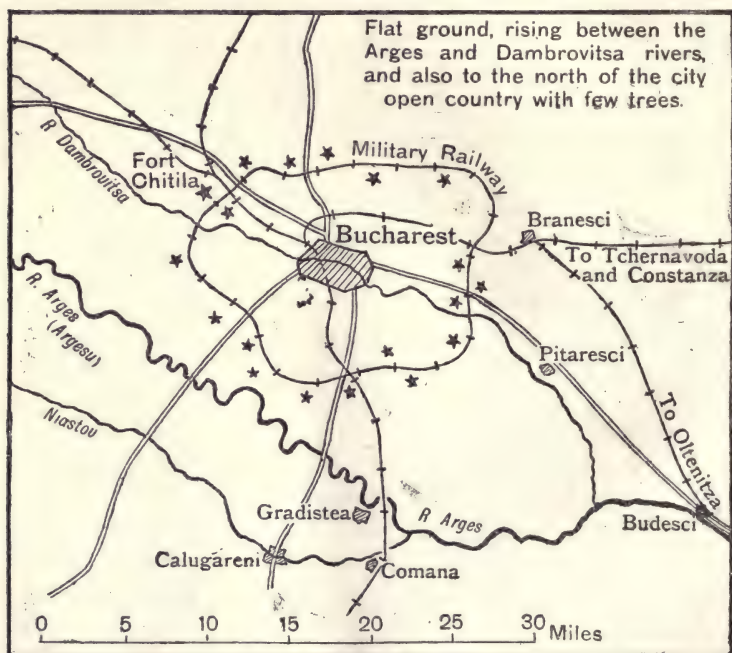 Flat ground, rising between the
Arges and Dambrovitsa rivers,
and also to the north of the city
open country with few trees.
R Dambrovitsa
Fort
Chitila
Military Railway
Bucharest
Branesci
To Tchernavoda
and Constanza
R. Arges
(Argesu)
Pitaresci
Niastov
To Oltenitza
Gradistea
R Arges
Budesci
Calugareni
Comana
0 5 10 15 20 25 30 Miles